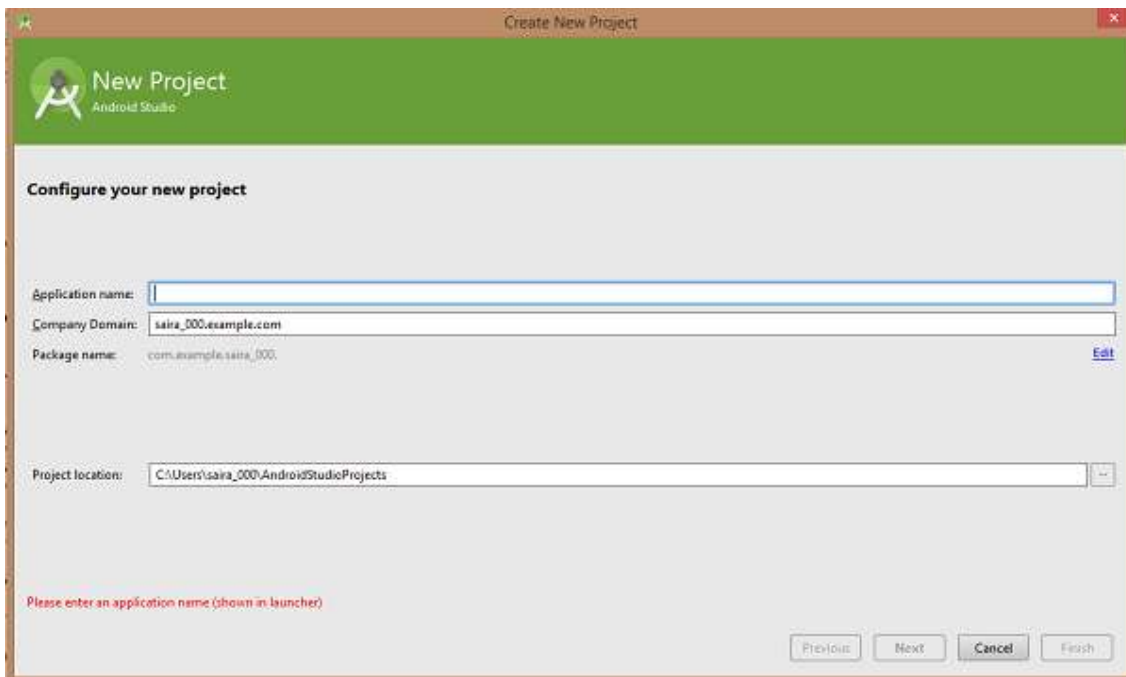 Create New Project
New Project
Android Studio
Configure your new project
Application name:
Company Domain: saira_000.example.com
Package name: com.example.saira_000. Edit
Project location: C:\Users\saira_000\AndroidStudioProjects ...
Please enter an application name (shown in launcher)
Previous Next Cancel Finish